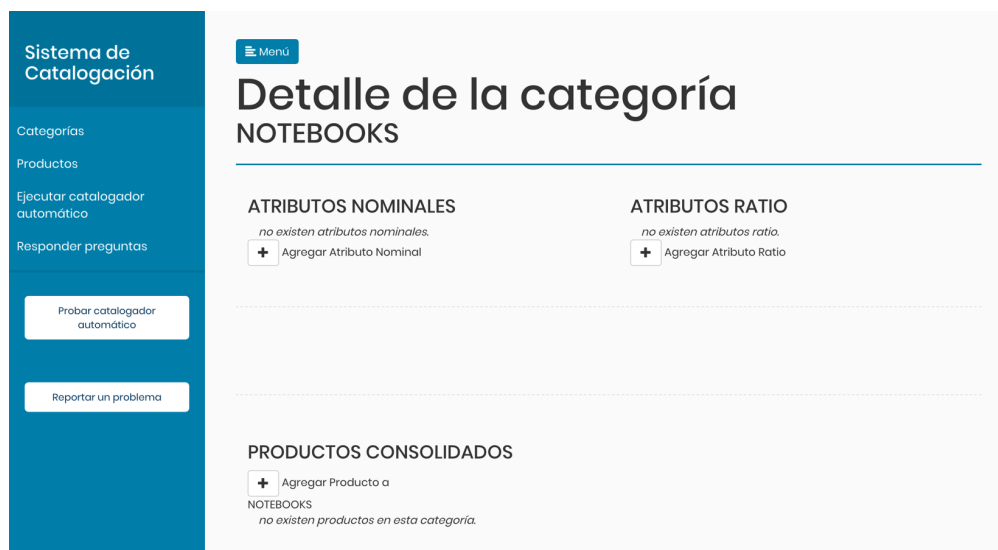 Sistema de
Catalogación
Categorías
Productos
Ejecutar catalogador
automático
Responder preguntas
Probar catalogador
automático
Reportar un problema
Menú
Detalle de la categoría
NOTEBOOKS
ATRIBUTOS NOMINALES
no existen atributos nominales.
Agregar Atributo Nominal
ATRIBUTOS RATIO
no existen atributos ratio.
Agregar Atributo Ratio
PRODUCTOS CONSOLIDADOS
Agregar Producto a
NOTEBOOKS
no existen productos en esta categoría.